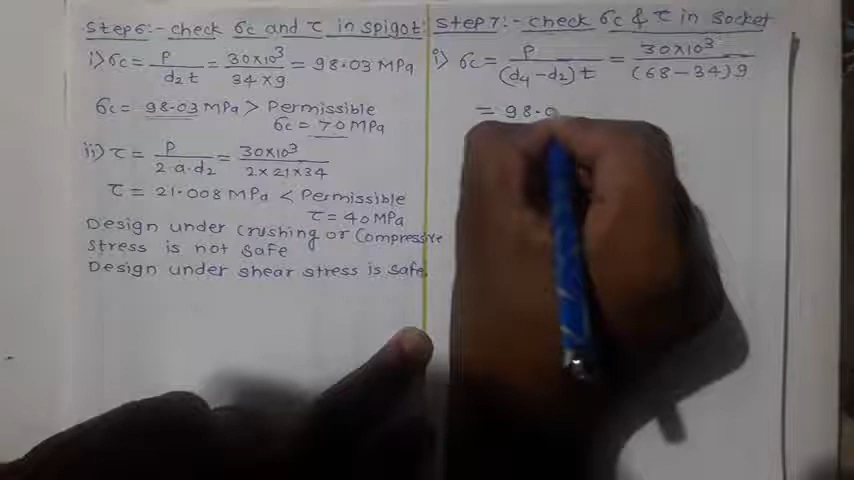 Step 6:- check σc and τ in spigot:
i) σc = P / d2 t = 30×10³ / 34×9 = 98.03 MPa
σc = 98.03 MPa > Permissible
σc = 70 MPa
ii) τ = P / 2·a·d2 = 30×10³ / 2×21×34
τ = 21.008 MPa < Permissible
τ = 40 MPa
Design under crushing or Compressive
stress is not safe
Design under shear stress is safe.
Step 7:- check σc & τ in Socket
i) σc = P / (d4-d2) t = 30×10³ / (68-34) 9
= 98.0